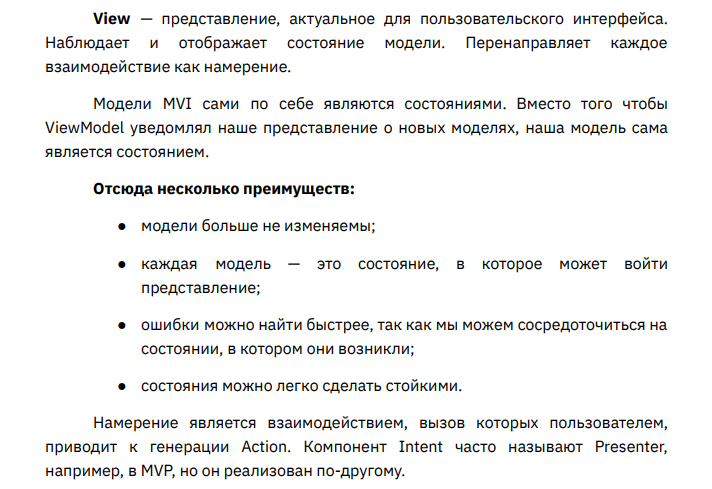 View — представление, актуальное для пользовательского интерфейса.
Наблюдает и отображает состояние модели. Перенаправляет каждое
взаимодействие как намерение.
Модели MVI сами по себе являются состояниями. Вместо того чтобы
ViewModel уведомлял наше представление о новых моделях, наша модель сама
является состоянием.
Отсюда несколько преимуществ:
● модели больше не изменяемы;
● каждая модель — это состояние, в которое может войти
представление;
● ошибки можно найти быстрее, так как мы можем сосредоточиться на
состоянии, в котором они возникли;
● состояния можно легко сделать стойкими.
Намерение является взаимодействием, вызов которых пользователем,
приводит к генерации Action. Компонент Intent часто называют Presenter,
например, в MVP, но он реализован по-другому.